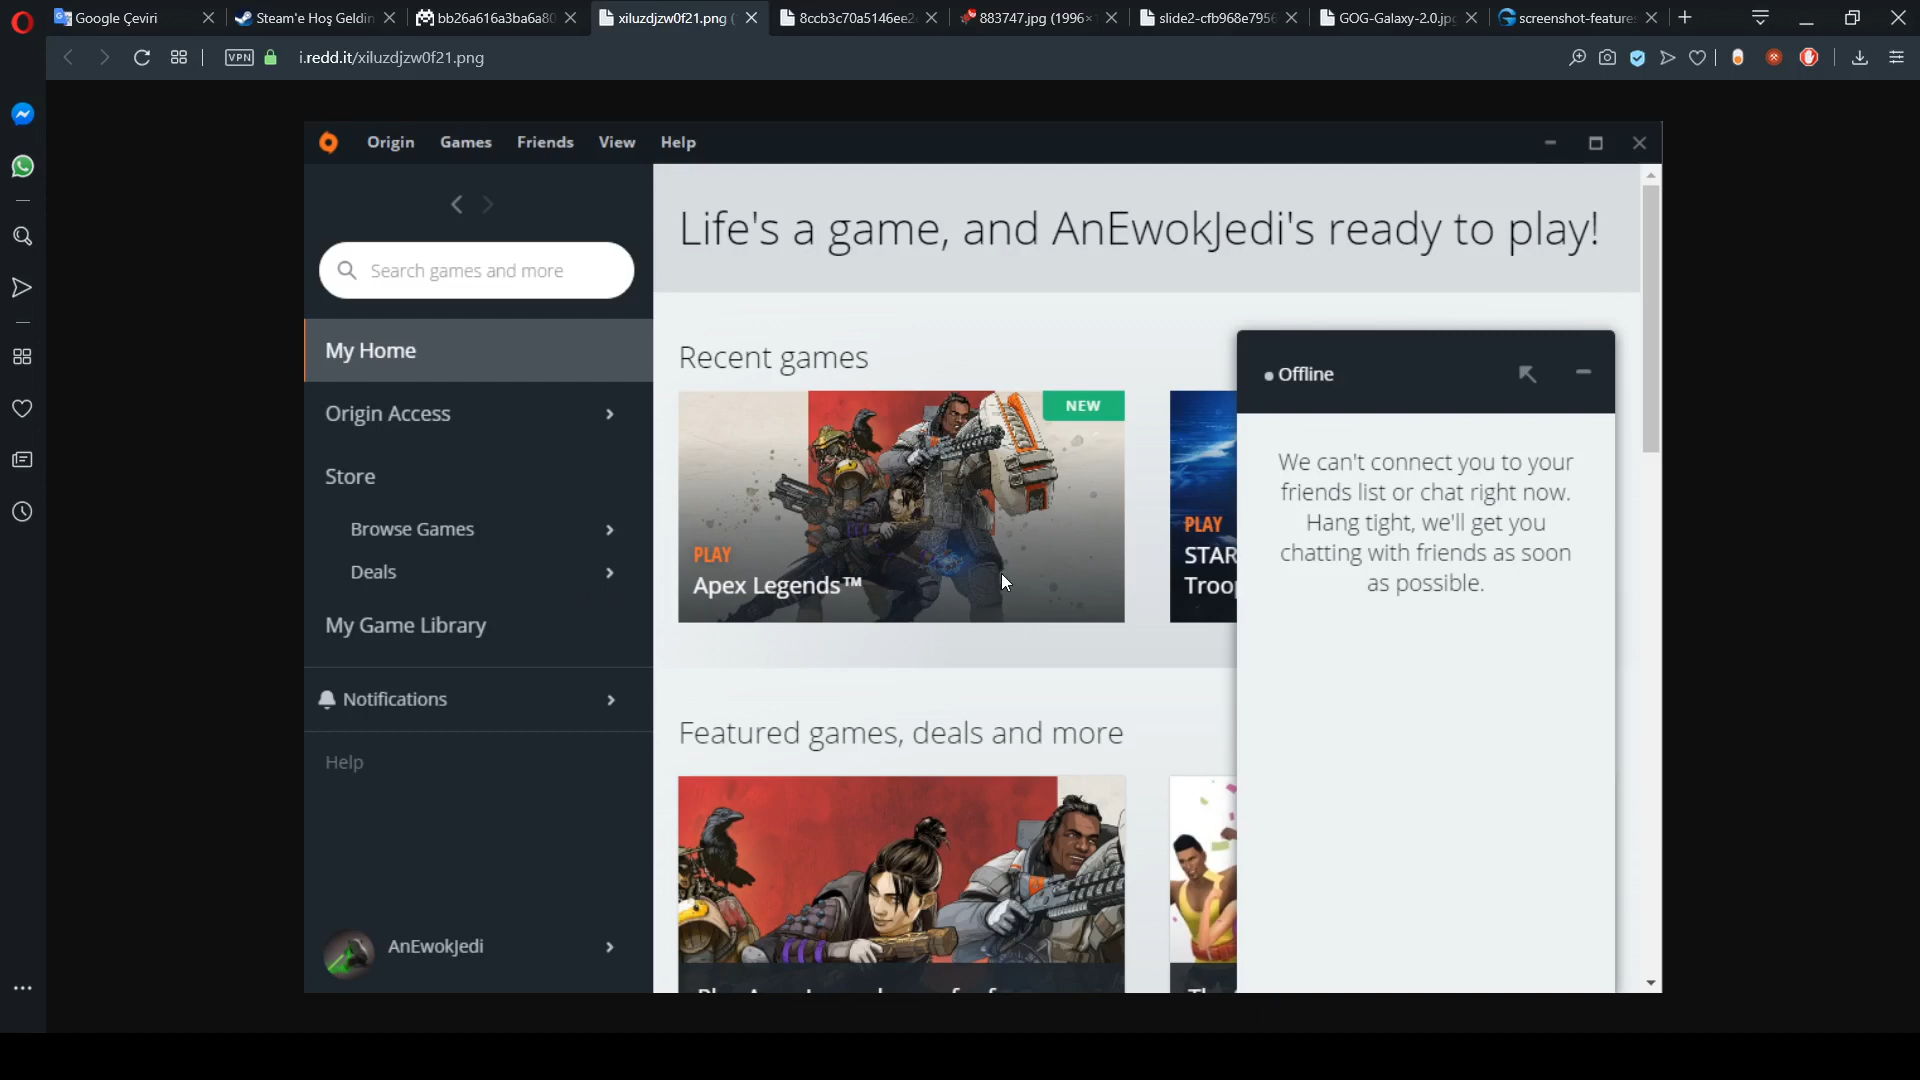 Google Çeviri
Steam'e Hoş Geldin
bb26a616a3ba6a80
xiluzdjzw0f21.png (
8ccb3c70a5146ee2
883747.jpg (1996×
slide2-cfb968e7956
GOG-Galaxy-2.0.jp
screenshot-feature
VPN
i.redd.it/xiluzdjzw0f21.png
Origin Games Friends View Help
Search games and more
My Home
Origin Access
Store
Browse Games
Deals
My Game Library
Notifications
Help
AnEwokJedi
Life's a game, and AnEwokJedi's ready to play!
Recent games
NEW
PLAY
Apex Legends™
PLAY
STAR
Troo
Offline
We can't connect you to your
friends list or chat right now.
Hang tight, we'll get you
chatting with friends as soon
as possible.
Featured games, deals and more